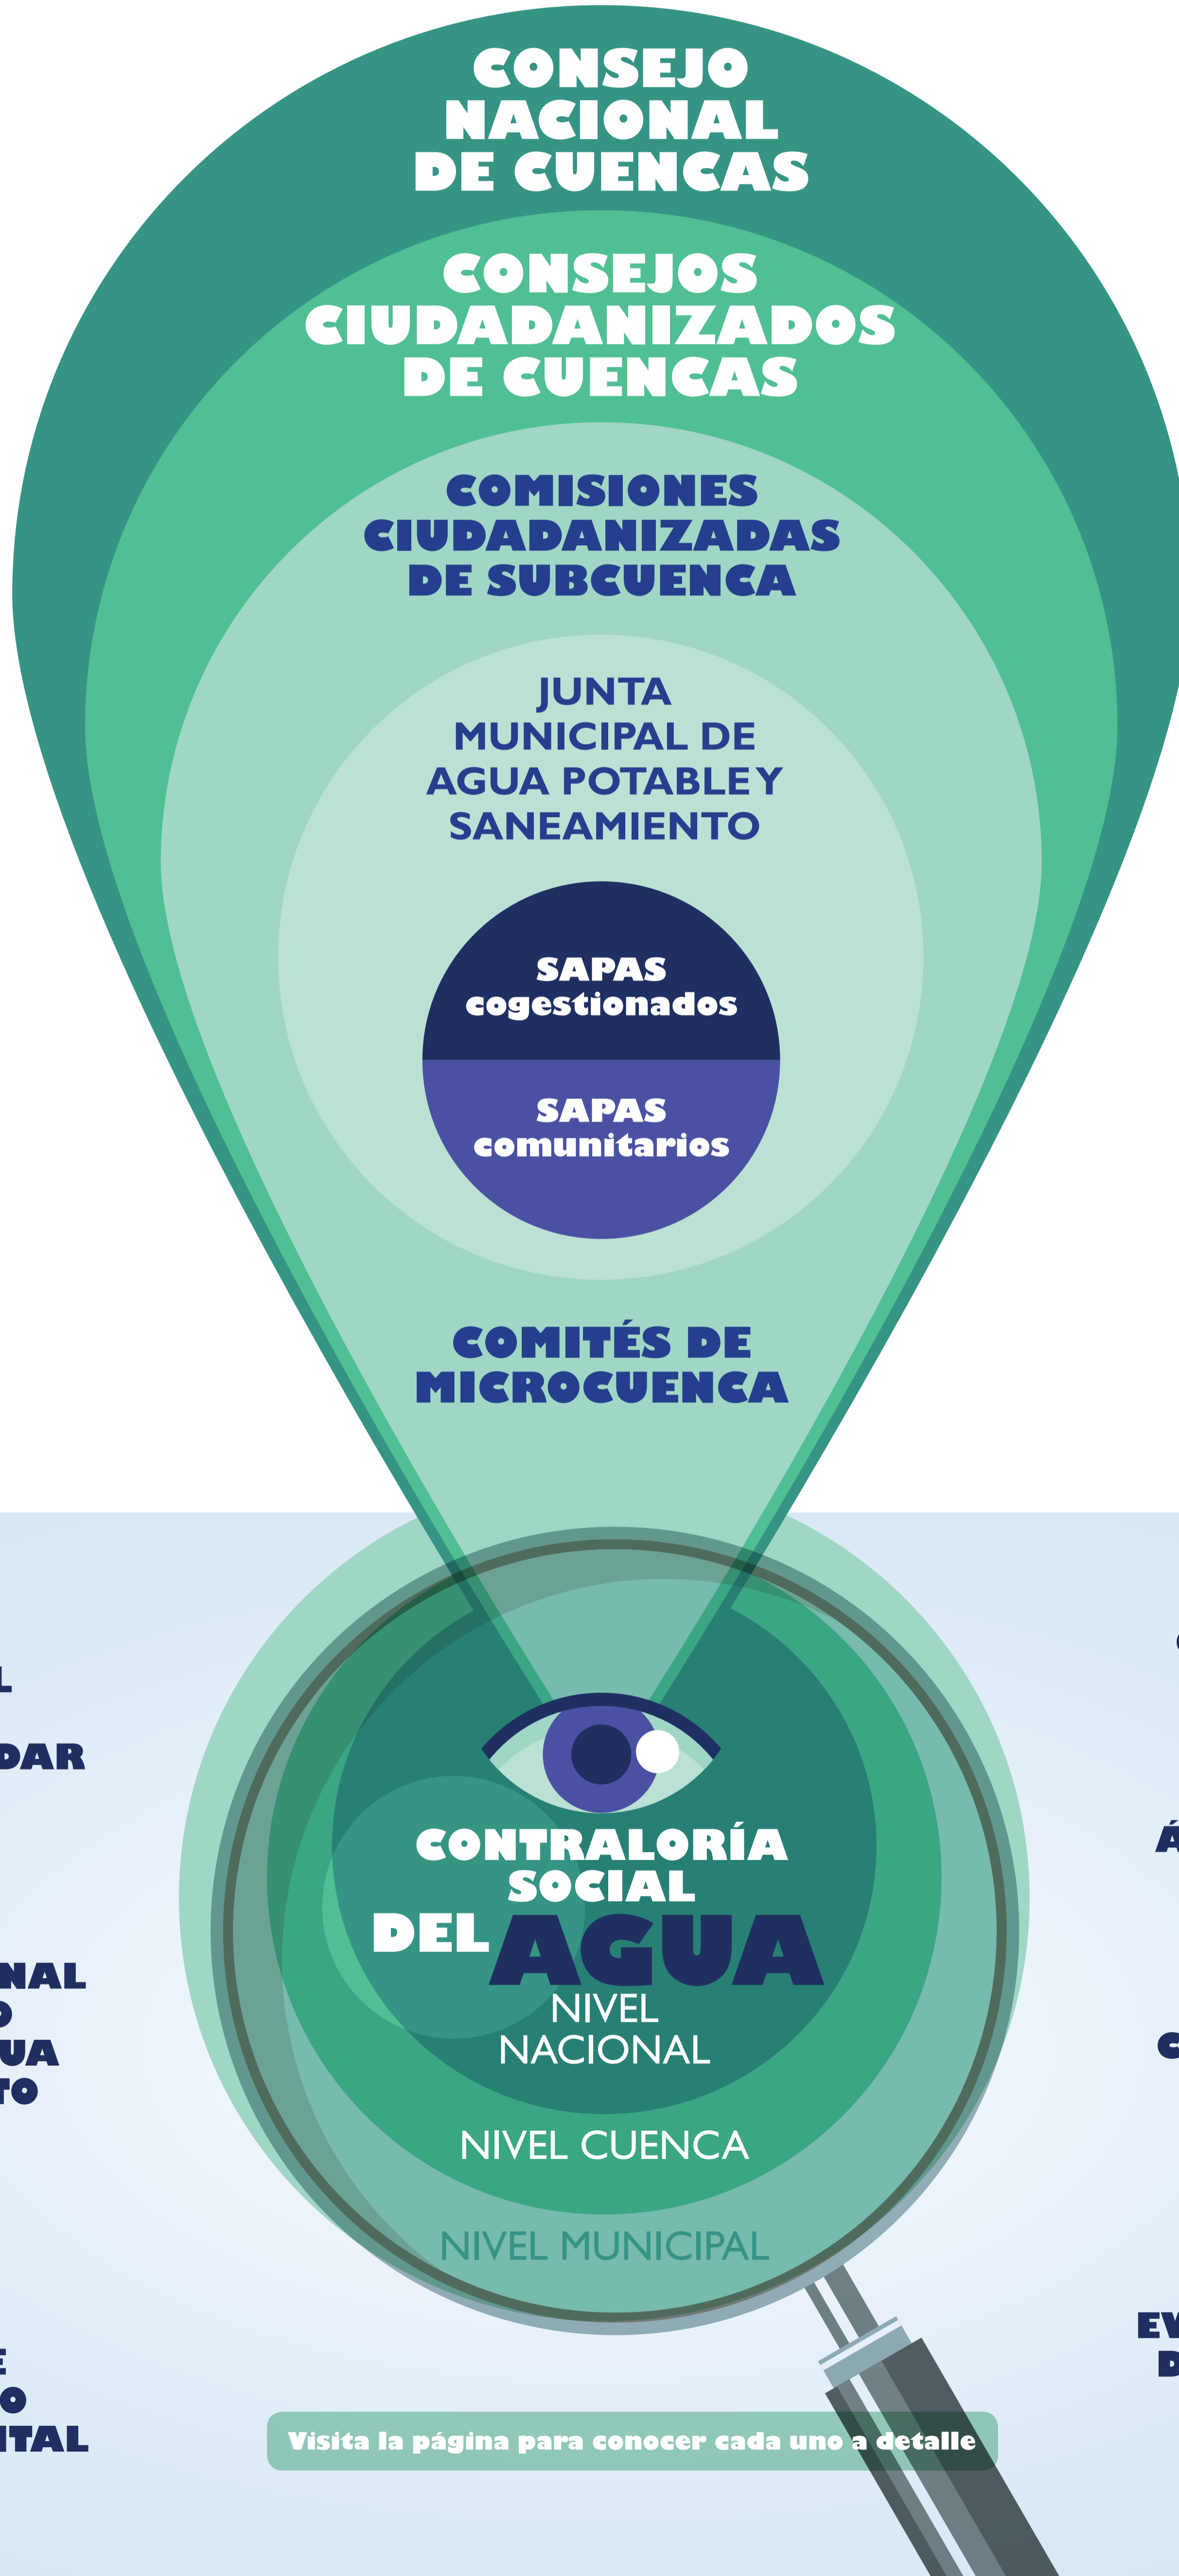 CONSEJO
NACIONAL
DE CUENCAS
CONSEJOS
CIUDADANIZADOS
DE CUENCAS
COMISIONES
CIUDADANIZADAS
DE SUBCUENCA
JUNTA
MUNICIPAL DE
AGUA POTABLE Y
SANEAMIENTO
SAPAS
cogestionados
SAPAS
comunitarios
COMITÉS DE
MICROCUENCA
CONTRALORÍA
SOCIAL
DEL AGUA
NIVEL
NACIONAL
NIVEL CUENCA
NIVEL MUNICIPAL
Visita la página para conocer cada uno a detalle